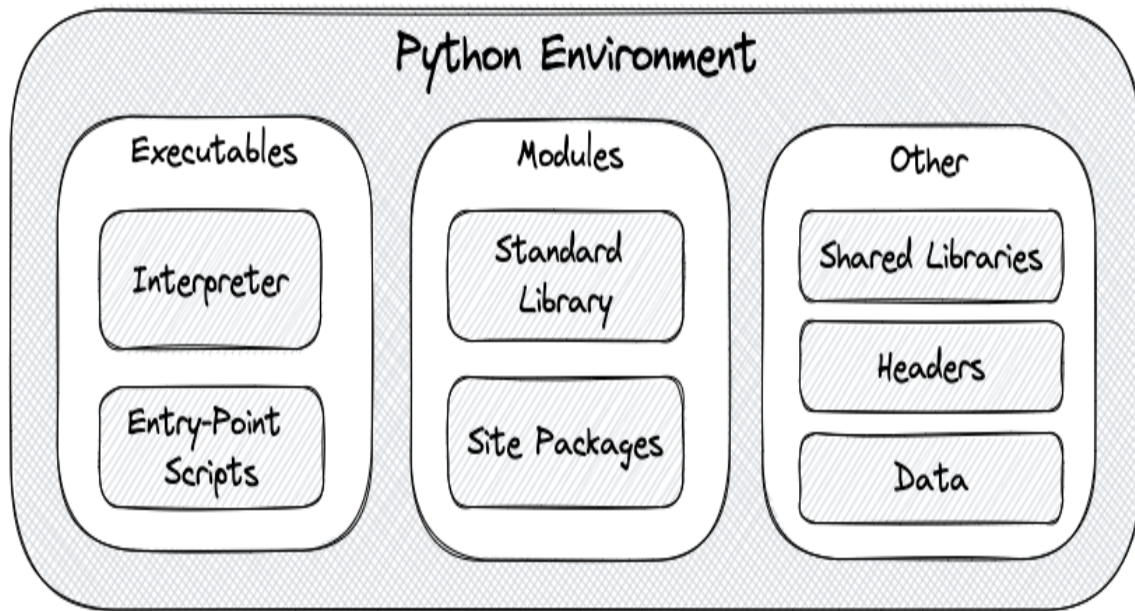 Python Environment
Executables
Interpreter
Entry-Point
Scripts
Modules
Standard
Library
Site Packages
Other
Shared Libraries
Headers
Data